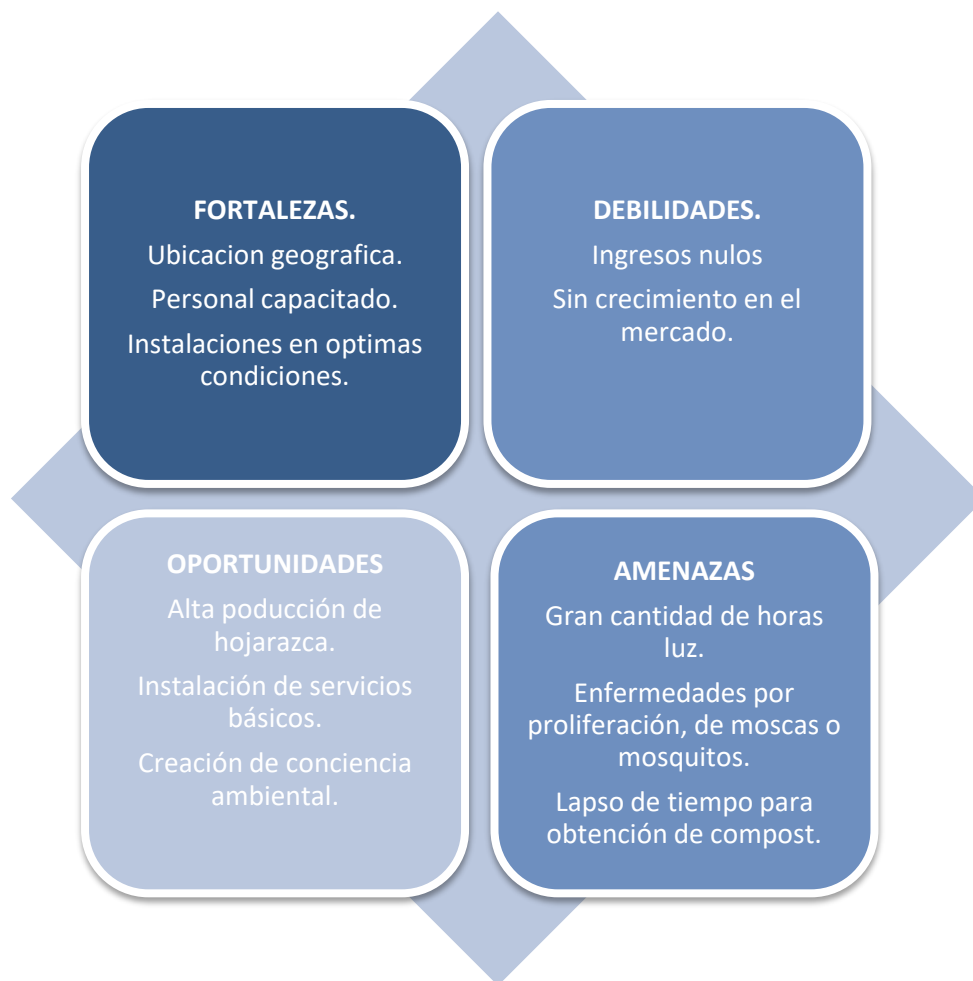 FORTALEZAS.
Ubicacion geografica.
Personal capacitado.
Instalaciones en optimas
condiciones.
DEBILIDADES.
Ingresos nulos
Sin crecimiento en el
mercado.
OPORTUNIDADES
Alta poducción de
hojarazca.
Instalación de servicios
básicos.
Creación de conciencia
ambiental.
AMENAZAS
Gran cantidad de horas
luz.
Enfermedades por
proliferación, de moscas o
mosquitos.
Lapso de tiempo para
obtención de compost.